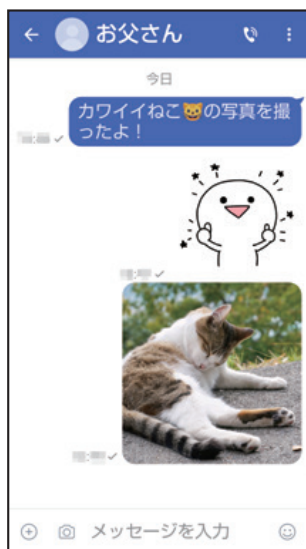 お父さん
今日
カワイイねこ😺の写真を撮
ったよ！
メッセージを入力